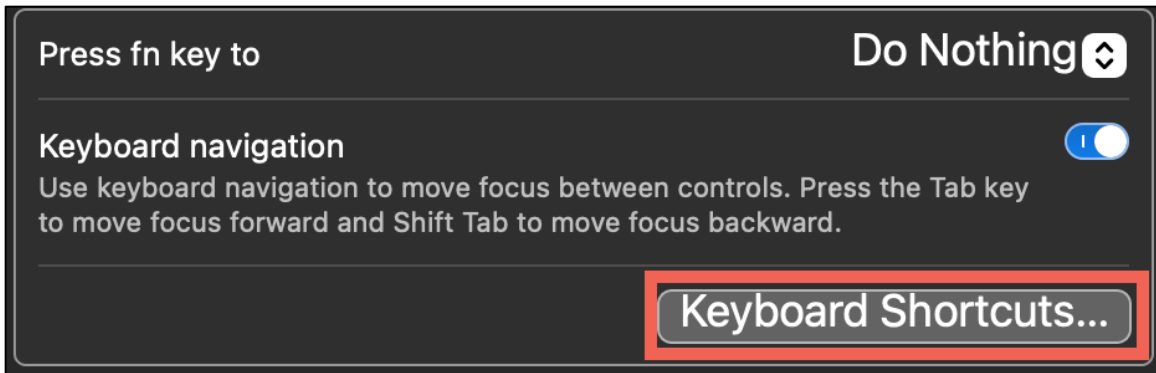 Press fn key to
Do Nothing
Keyboard navigation
Use keyboard navigation to move focus between controls. Press the Tab key
to move focus forward and Shift Tab to move focus backward.
Keyboard Shortcuts...